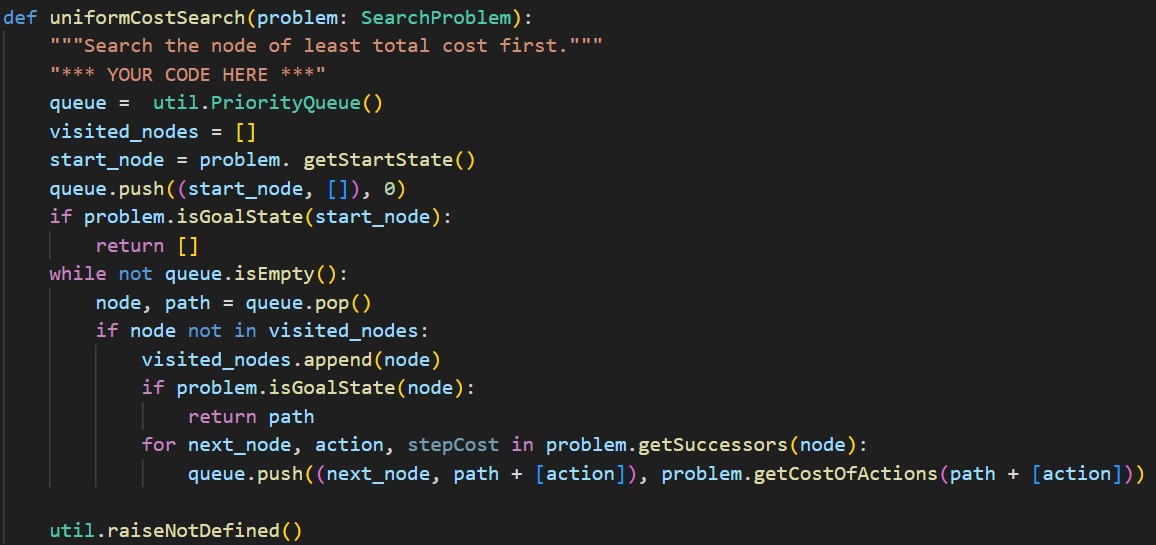 def uniformCostSearch(problem: SearchProblem):
    """Search the node of least total cost first."""
    "*** YOUR CODE HERE ***"
    queue =  util.PriorityQueue()
    visited_nodes = []
    start_node = problem. getStartState()
    queue.push((start_node, []), 0)
    if problem.isGoalState(start_node):
        return []
    while not queue.isEmpty():
        node, path = queue.pop()
        if node not in visited_nodes:
            visited_nodes.append(node)
            if problem.isGoalState(node):
                return path
            for next_node, action, stepCost in problem.getSuccessors(node):
                queue.push((next_node, path + [action]), problem.getCostOfActions(path + [action]))
    util.raiseNotDefined()